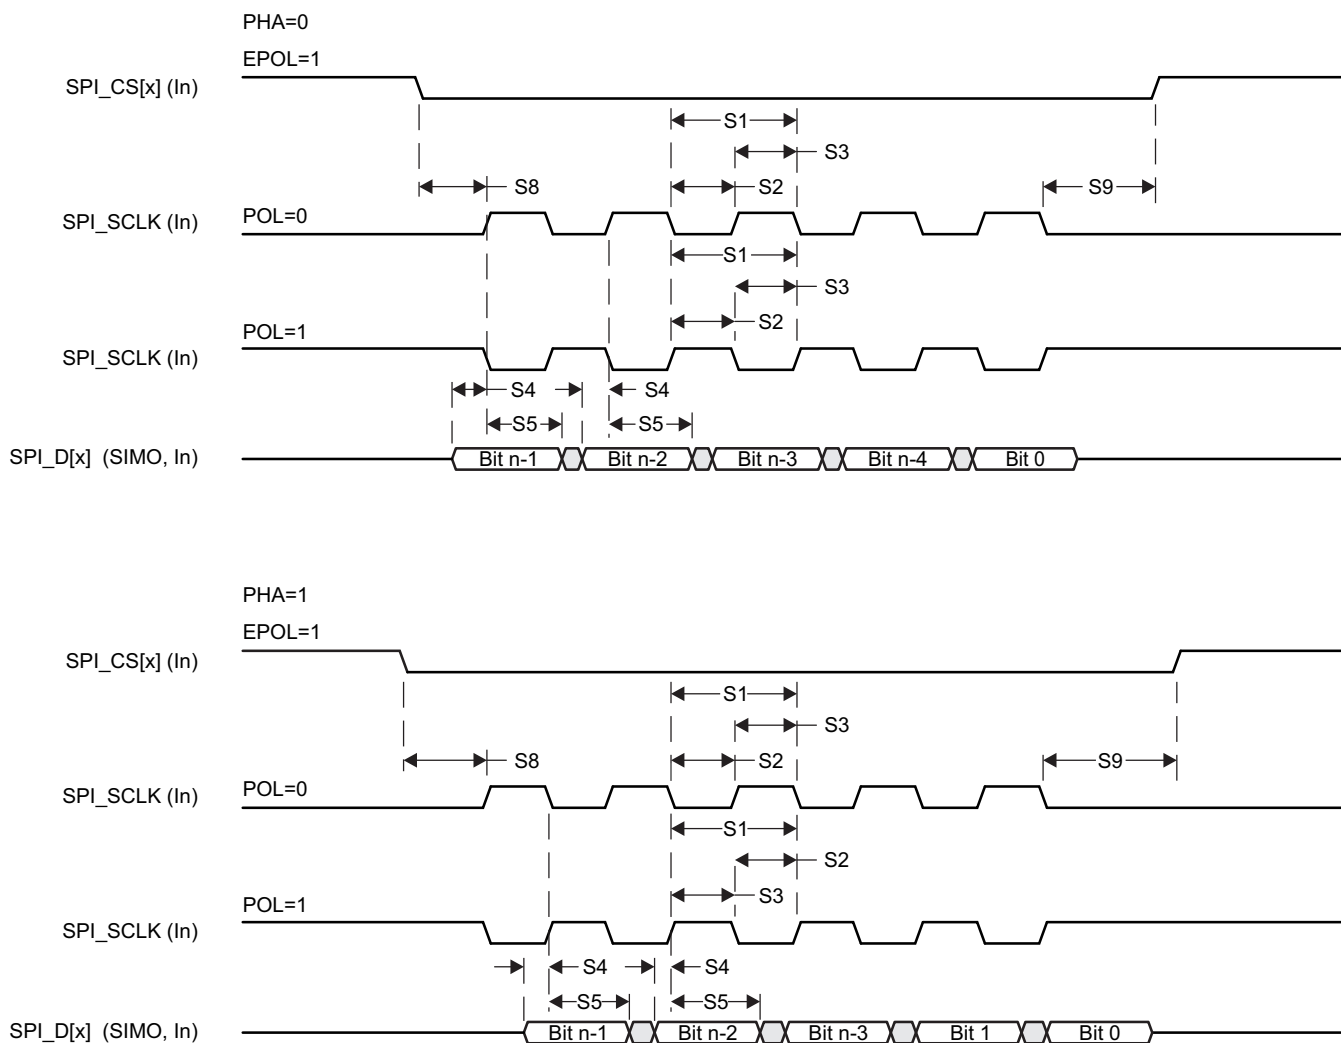 PHA=0
EPOL=1
SPI_CS[x] (In)
S1
S3
S8
S2
S9
POL=0
SPI_SCLK (In)
S1
S3
S2
POL=1
SPI_SCLK (In)
S4
S4
S5
S5
SPI_D[x] (SIMO, In)
Bit n-1
Bit n-2
Bit n-3
Bit n-4
Bit 0
PHA=1
EPOL=1
SPI_CS[x] (In)
S1
S3
S8
S2
S9
POL=0
SPI_SCLK (In)
S1
S2
S3
POL=1
SPI_SCLK (In)
S4
S4
S5
S5
SPI_D[x] (SIMO, In)
Bit n-1
Bit n-2
Bit n-3
Bit 1
Bit 0